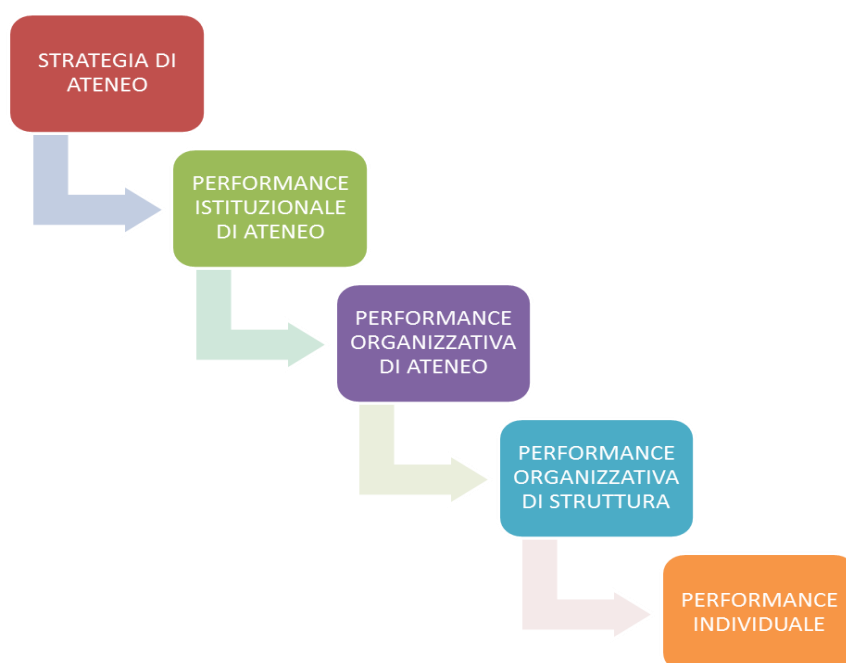 STRATEGIA DI
ATENEO
PERFORMANCE
ISTITUZIONALE
DI ATENEO
PERFORMANCE
ORGANIZZATIVA
DI ATENEO
PERFORMANCE
ORGANIZZATIVA
DI STRUTTURA
PERFORMANCE
INDIVIDUALE